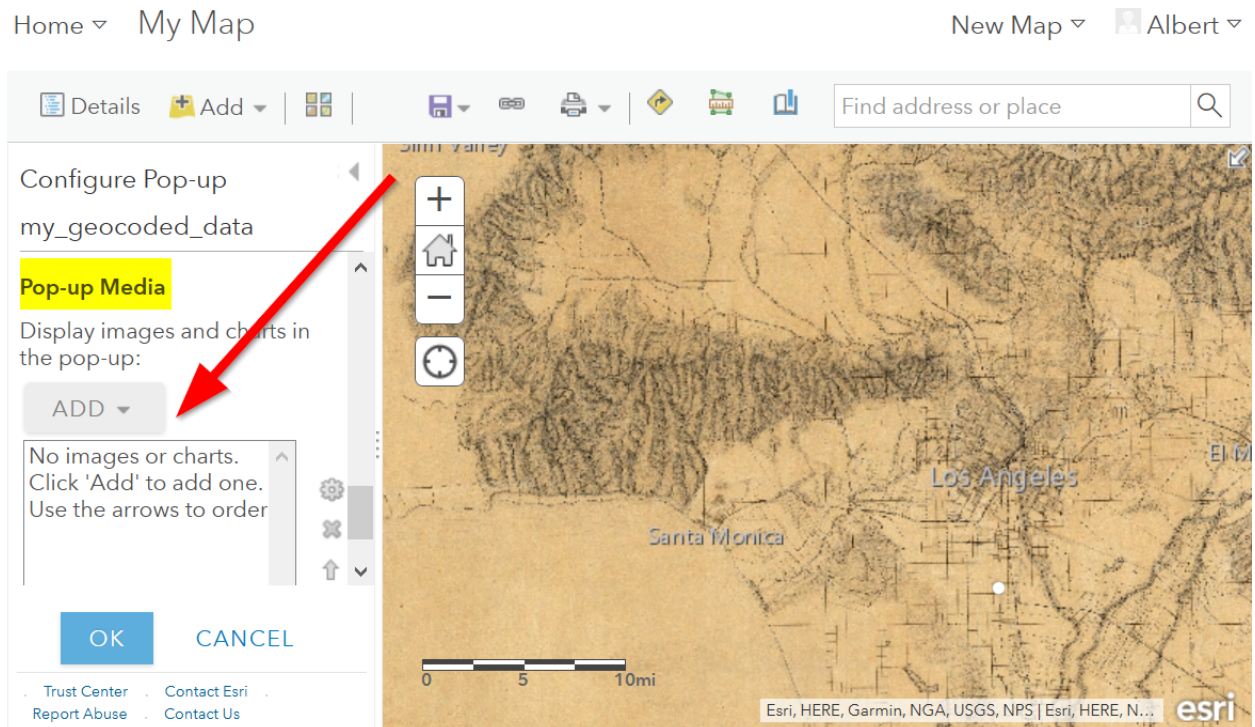 Home My Map New Map Albert
Details Add Find address or place
Configure Pop-up
my_geocoded_data
Pop-up Media
Display images and charts in
the pop-up:
ADD
No images or charts.
Click 'Add' to add one.
Use the arrows to order
OK CANCEL
Trust Center Contact Esri
Report Abuse Contact Us
Simi Valley
Los Angeles
El M
Santa Monica
0 5 10mi
Esri, HERE, Garmin, NGA, USGS, NPS | Esri, HERE, N...
esri